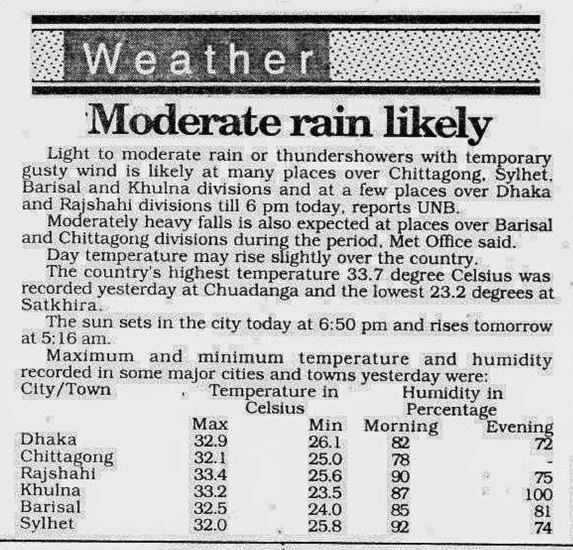 Weather
Moderate rain likely
Light to moderate rain or thundershowers with temporary
gusty wind is likely at many places over Chittagong, Sylhet,
Barisal and Khulna divisions and at a few places over Dhaka
and Rajshahi divisions till 6 pm today, reports UNB.
Moderately heavy falls is also expected at places over Barisal
and Chittagong divisions during the period, Met Office said.
Day temperature may rise slightly over the country.
The country's highest temperature 33.7 degree Celsius was
recorded yesterday at Chuadanga and the lowest 23.2 degrees at
Satkhira.
The sun sets in the city today at 6:50 pm and rises tomorrow
at 5:16 am.
Maximum and minimum temperature and humidity
recorded in some major cities and towns yesterday were:
City/Town Temperature in Humidity in
Celsius Percentage
Max Min Morning Evening
Dhaka 32.9 26.1 82 72
Chittagong 32.1 25.0 78 -
Rajshahi 33.4 25.6 90 75
Khulna 33.2 23.5 87 100
Barisal 32.5 24.0 85 81
Sylhet 32.0 25.8 92 74